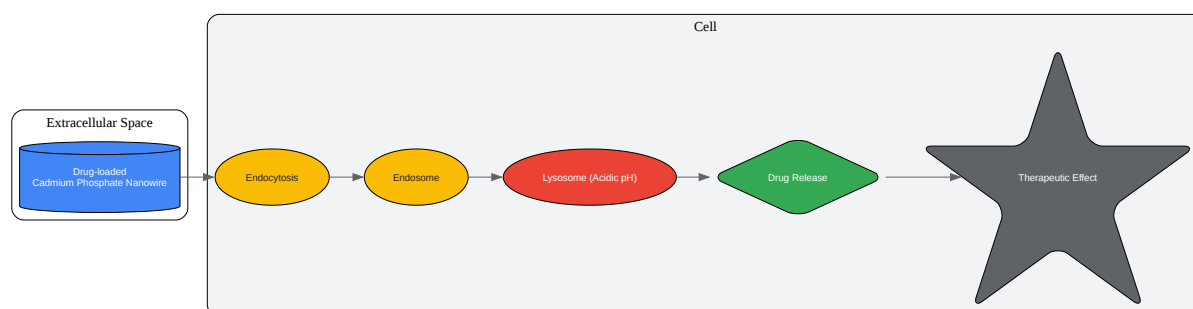 Cell
Extracellular Space
Drug-loaded
Cadmium Phosphate Nanowire
Endocytosis
Endosome
Lysosome (Acidic pH)
Drug Release
Therapeutic Effect